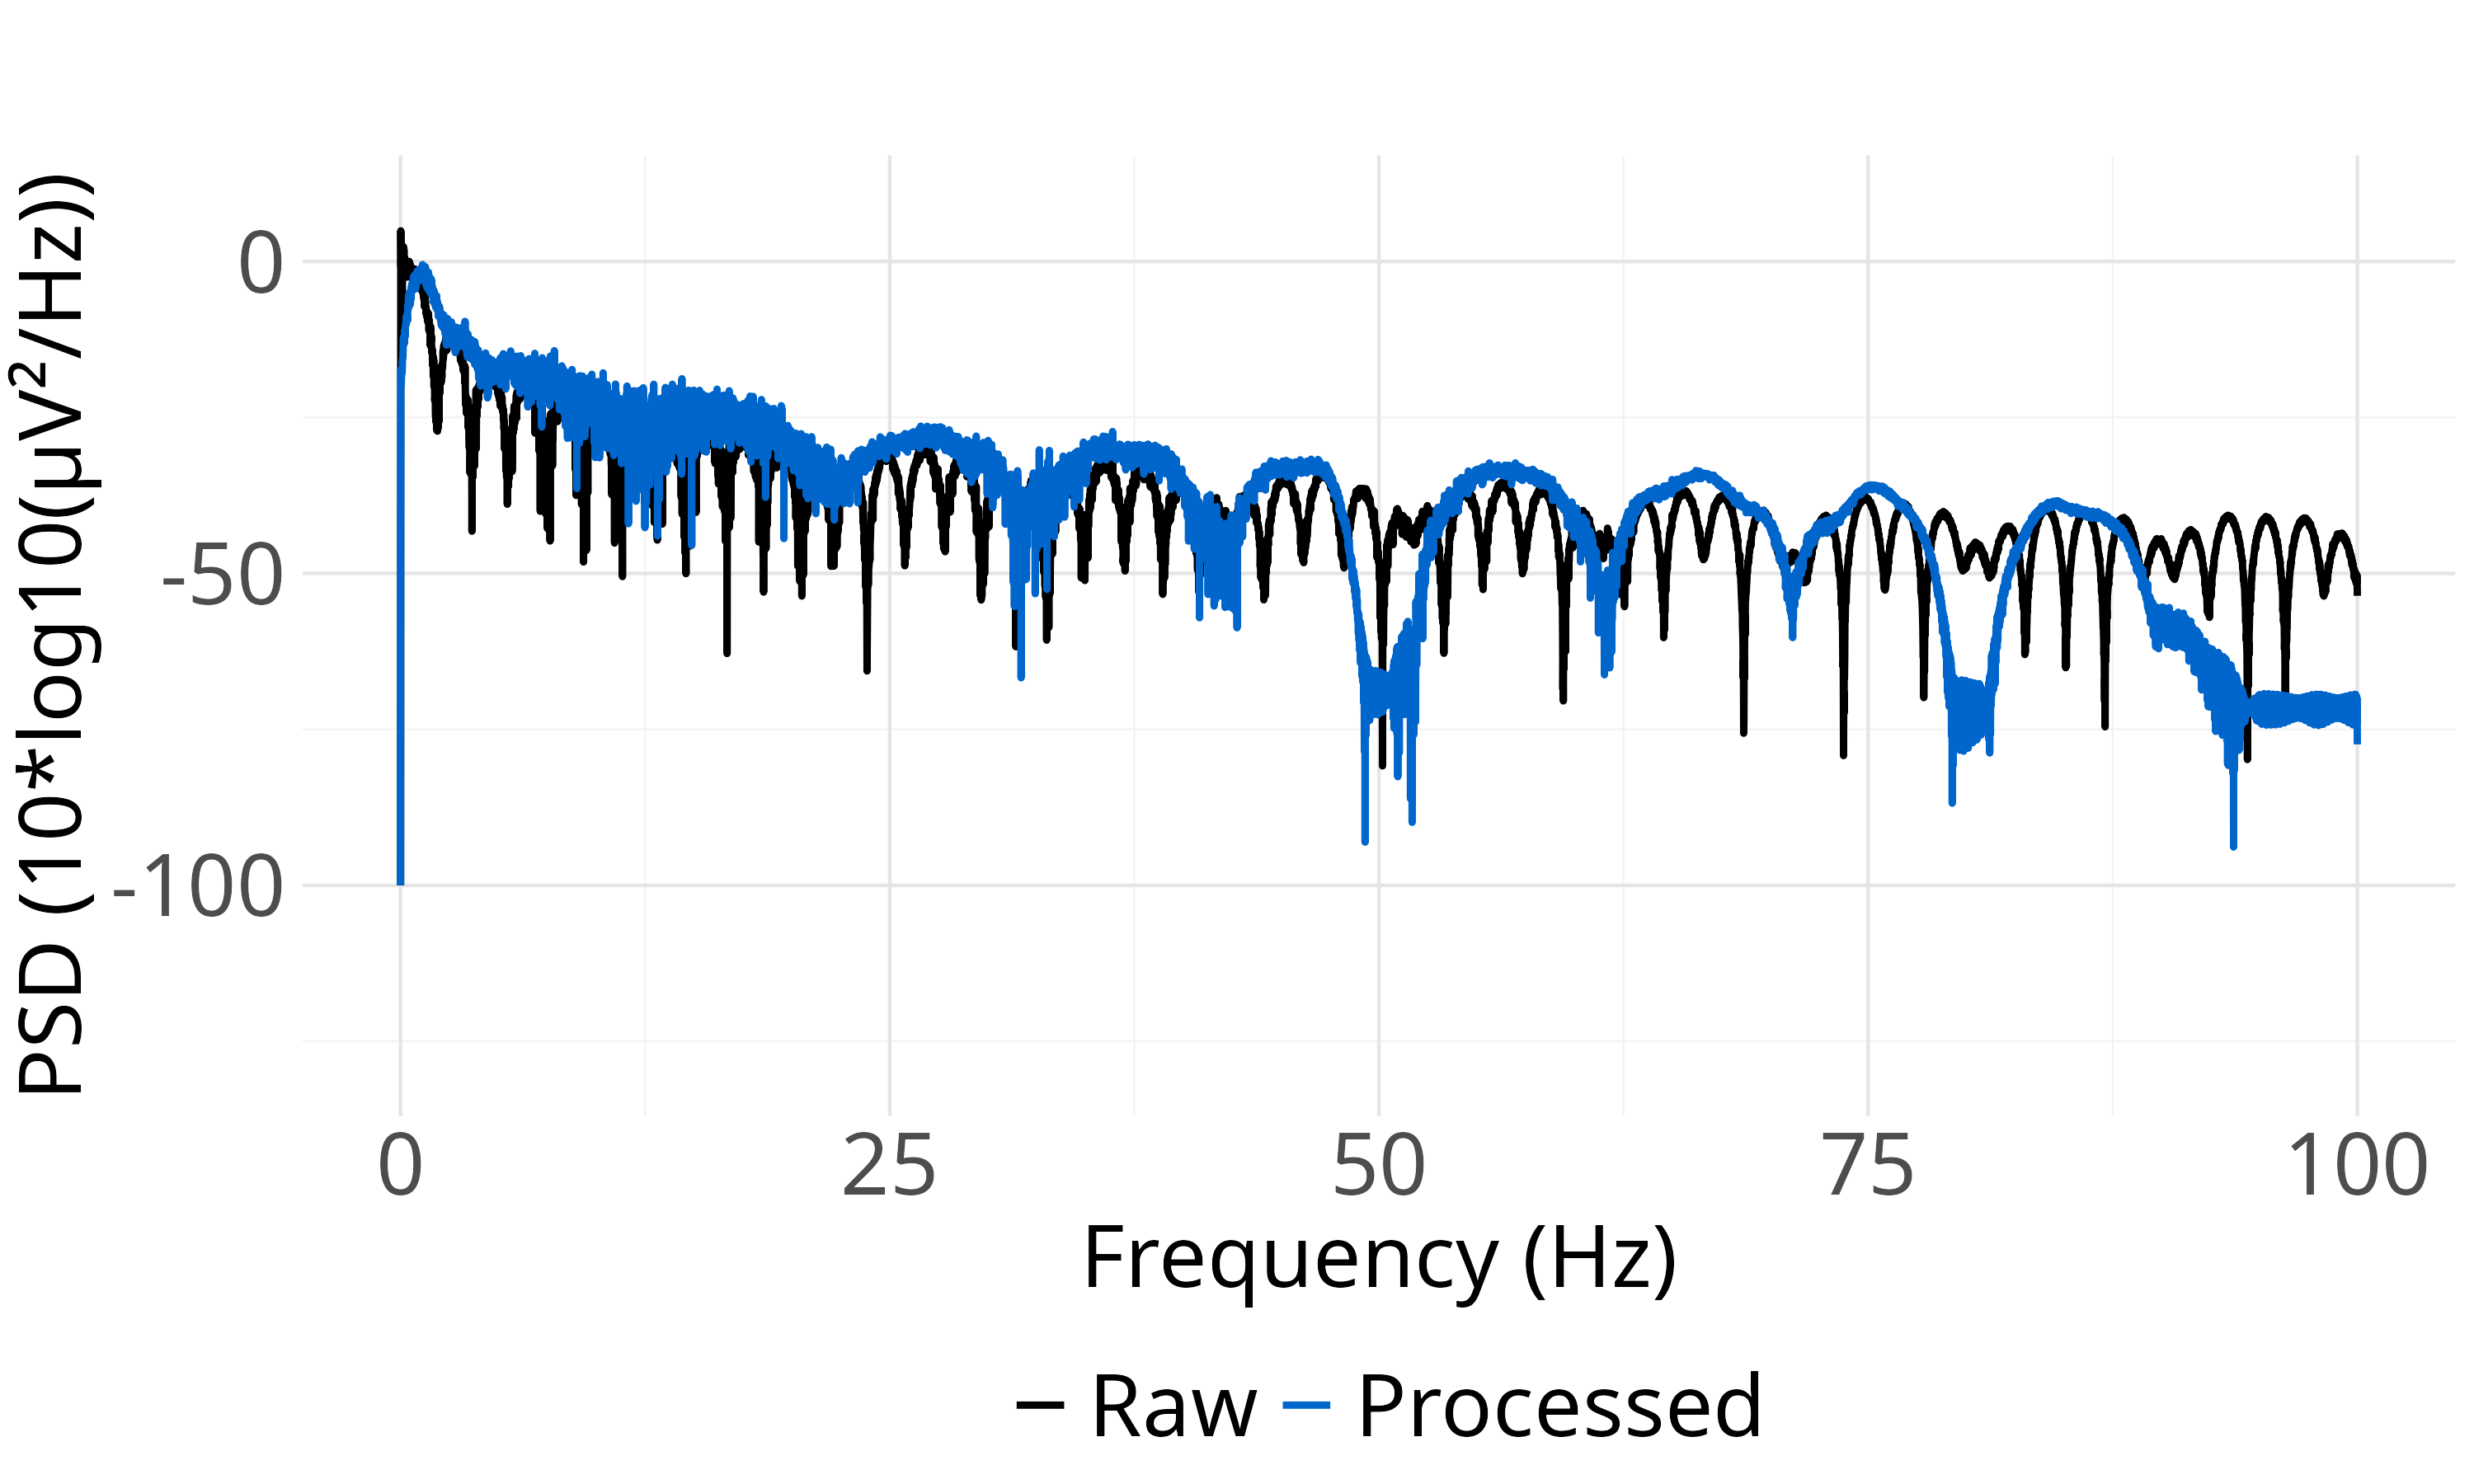 PSD (10*log10(µV²/Hz))
0
-50
-100
0 25 50 75 100
Frequency (Hz)
Raw Processed